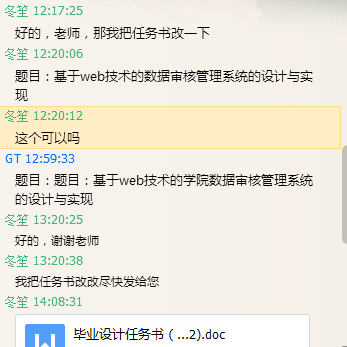 冬笙 12:17:25
好的，老师，那我把任务书改一下
冬笙 12:20:06
题目：基于web技术的数据审核管理系统的设计与实
现
冬笙 12:20:12
这个可以吗
GT 12:59:33
题目：题目：基于web技术的学院数据审核管理系统
的设计与实现
冬笙 13:20:25
好的，谢谢老师
冬笙 13:20:38
我把任务书改改尽快发给您
冬笙 14:08:31
毕业设计任务书（...2).doc
W